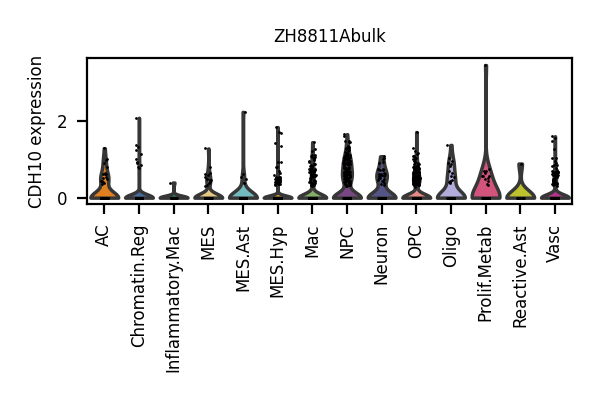 ZH8811Abulk
CDH10 expression
2
0
AC
Chromatin.Reg
Inflammatory.Mac
MES
MES.Ast
MES.Hyp
Mac
NPC
Neuron
OPC
Oligo
Prolif.Metab
Reactive.Ast
Vasc